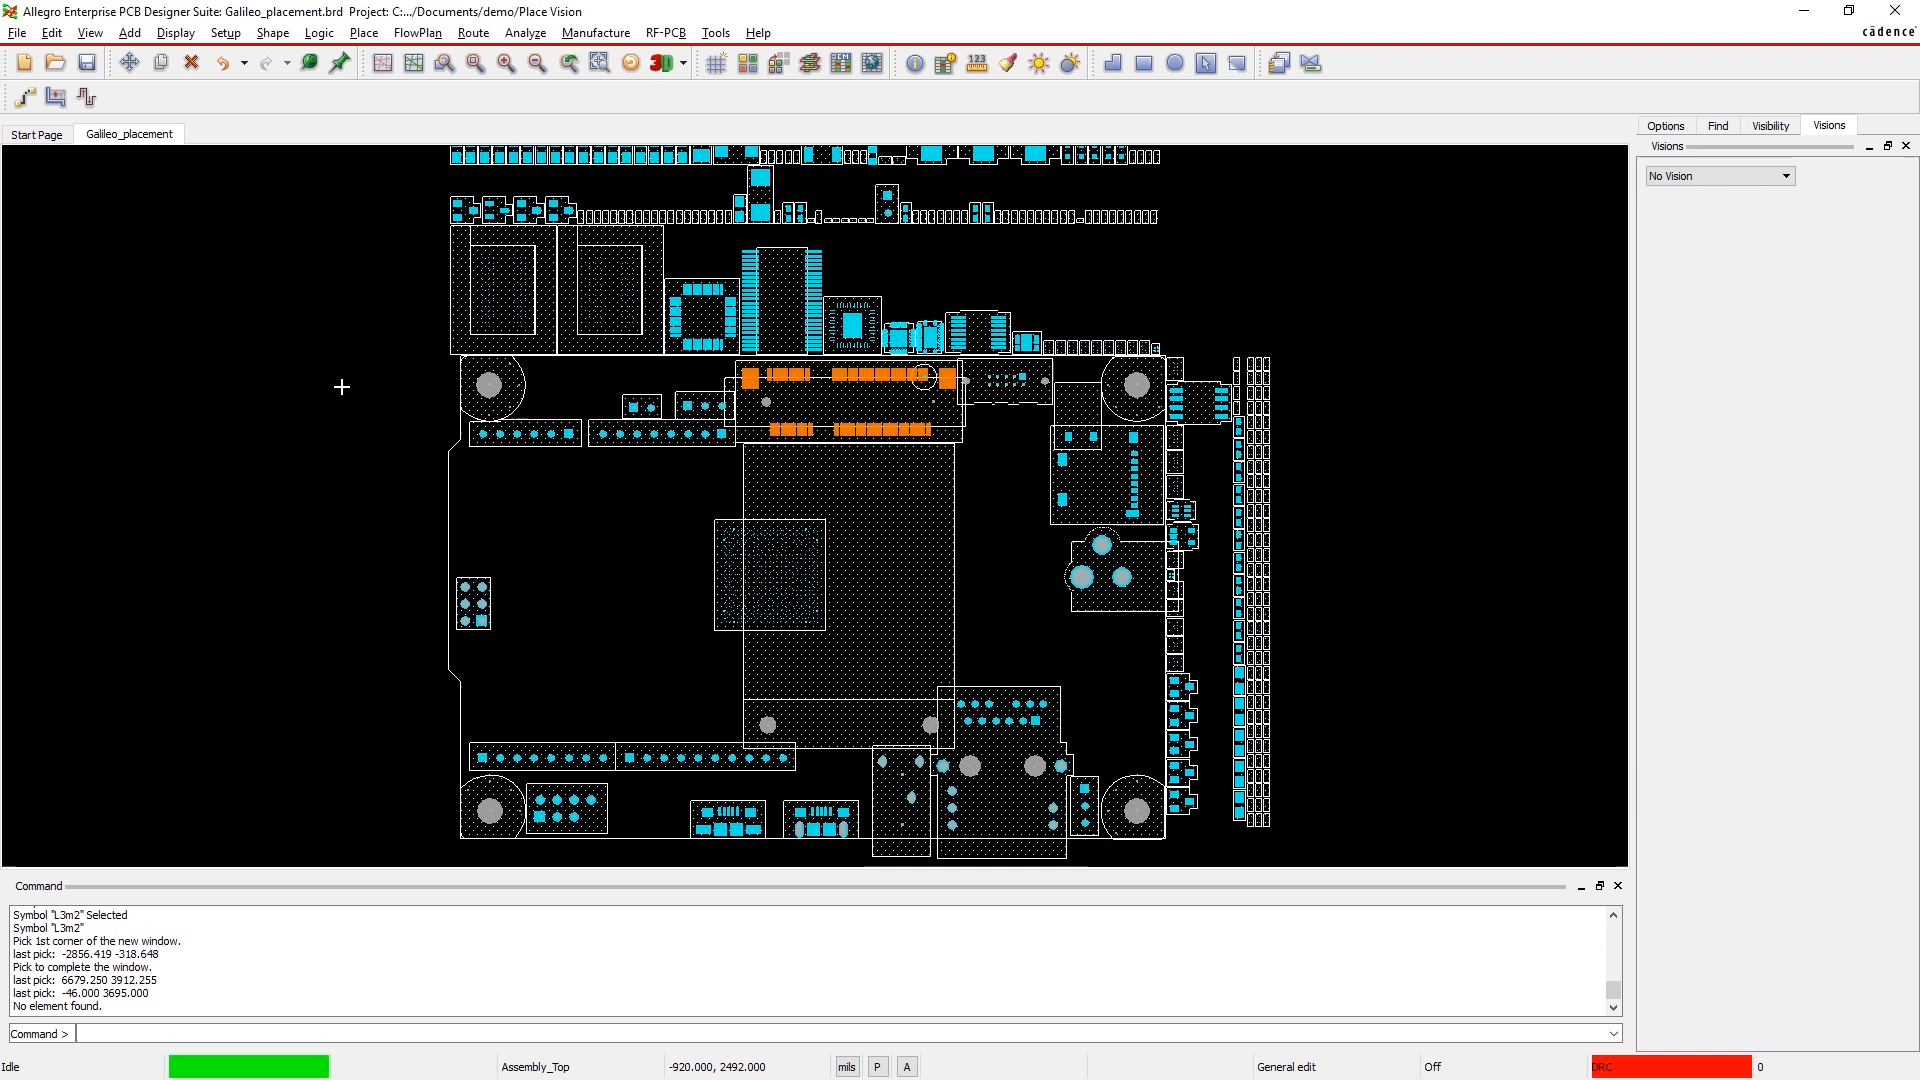 Allegro Enterprise PCB Designer Suite: Galileo_placement.brd  Project: C:.../Documents/demo/Place Vision
File Edit View Add Display Setup Shape Logic Place FlowPlan Route Analyze Manufacture RF-PCB Tools Help
cādence
3D
123
Start Page Galileo_placement
Options Find Visibility Visions
Visions
No Vision
Command
Symbol "L3m2" Selected
Symbol "L3m2"
Pick 1st corner of the new window.
last pick:  -2856.419 -318.648
Pick to complete the window.
last pick:  6679.250 3912.255
last pick:  -46.000 3695.000
No element found.
Command >
Idle Assembly_Top -920.000, 2492.000 mils P A General edit Off DRC 0